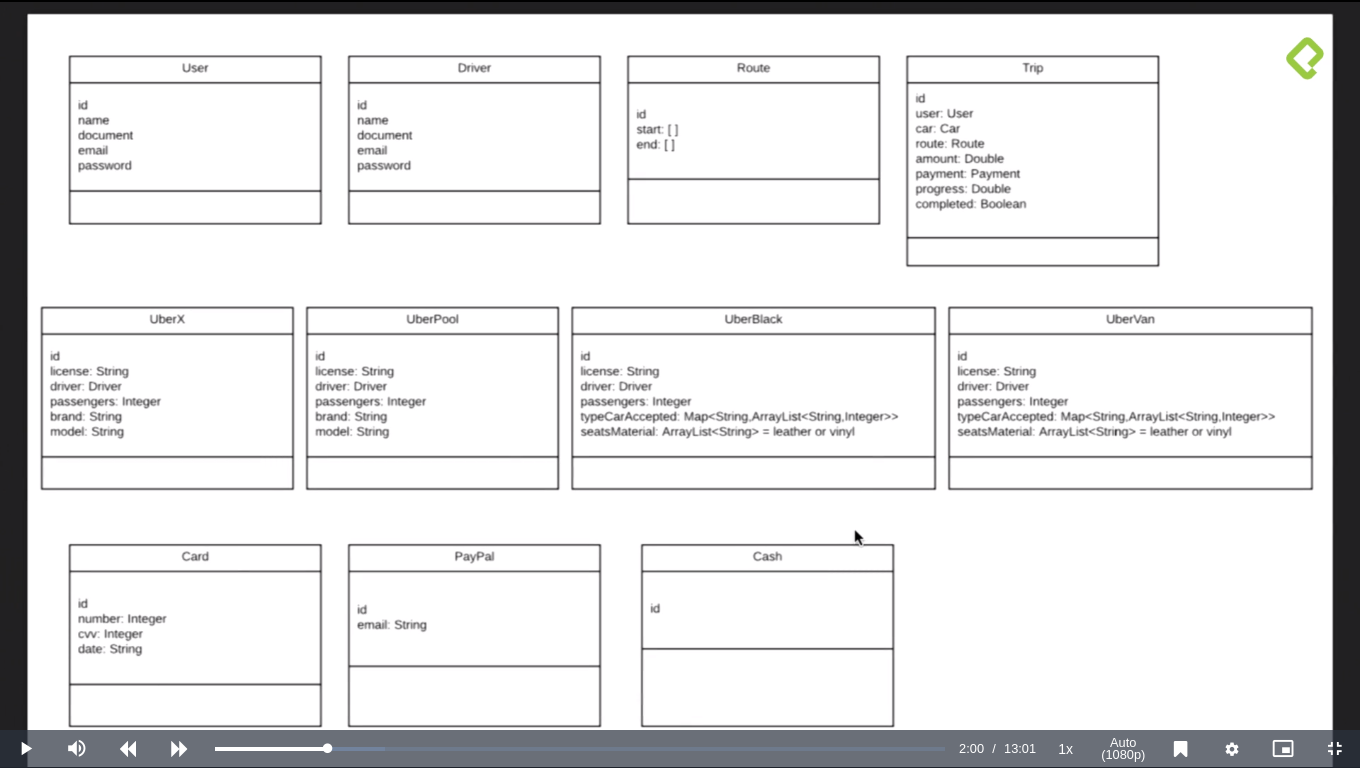 User
id
name
document
email
password
Driver
id
name
document
email
password
Route
id
start: [ ]
end: [ ]
Trip
id
user: User
car: Car
route: Route
amount: Double
payment: Payment
progress: Double
completed: Boolean
UberX
id
license: String
driver: Driver
passengers: Integer
brand: String
model: String
UberPool
id
license: String
driver: Driver
passengers: Integer
brand: String
model: String
UberBlack
id
license: String
driver: Driver
passengers: Integer
typeCarAccepted: Map<String,ArrayList<String,Integer>>
seatsMaterial: ArrayList<String> = leather or vinyl
UberVan
id
license: String
driver: Driver
passengers: Integer
typeCarAccepted: Map<String,ArrayList<String,Integer>>
seatsMaterial: ArrayList<String> = leather or vinyl
Card
id
number: Integer
cvv: Integer
date: String
PayPal
id
email: String
Cash
id
2:00 / 13:01
1x
Auto
(1080p)